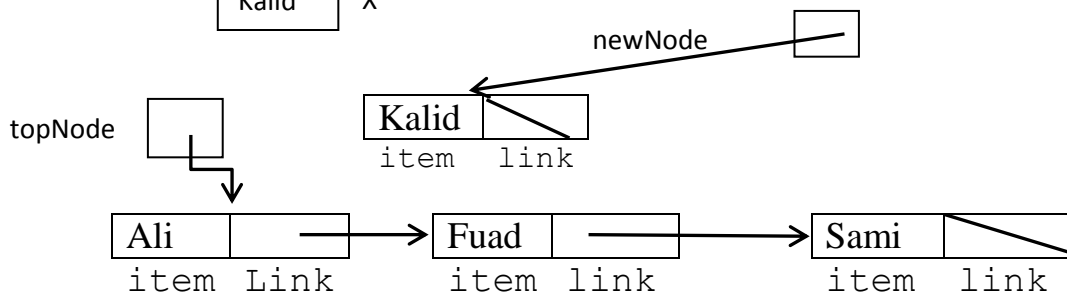 Kalid X
newNode
topNode
Kalid
item link
Ali Fuad Sami
item Link item link item link